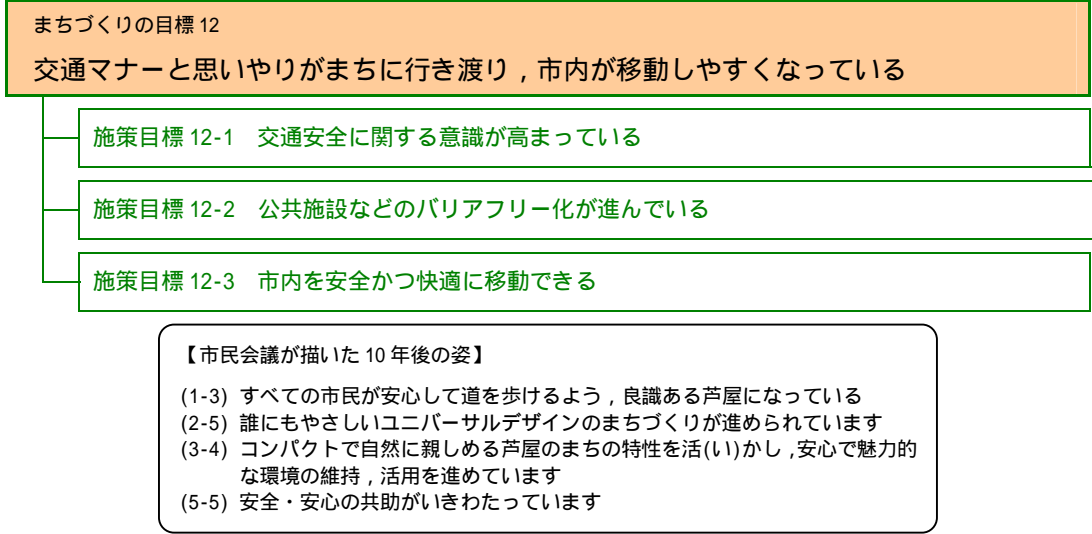 まちづくりの目標 12
交通マナーと思いやりがまちに行き渡り，市内が移動しやすくなっている
施策目標 12-1　交通安全に関する意識が高まっている
施策目標 12-2　公共施設などのバリアフリー化が進んでいる
施策目標 12-3　市内を安全かつ快適に移動できる
【市民会議が描いた 10 年後の姿】
(1-3) すべての市民が安心して道を歩けるよう，良識ある芦屋になっている
(2-5) 誰にもやさしいユニバーサルデザインのまちづくりが進められています
(3-4) コンパクトで自然に親しめる芦屋のまちの特性を活(い)かし，安心で魅力的
な環境の維持，活用を進めています
(5-5) 安全・安心の共助がいきわたっています